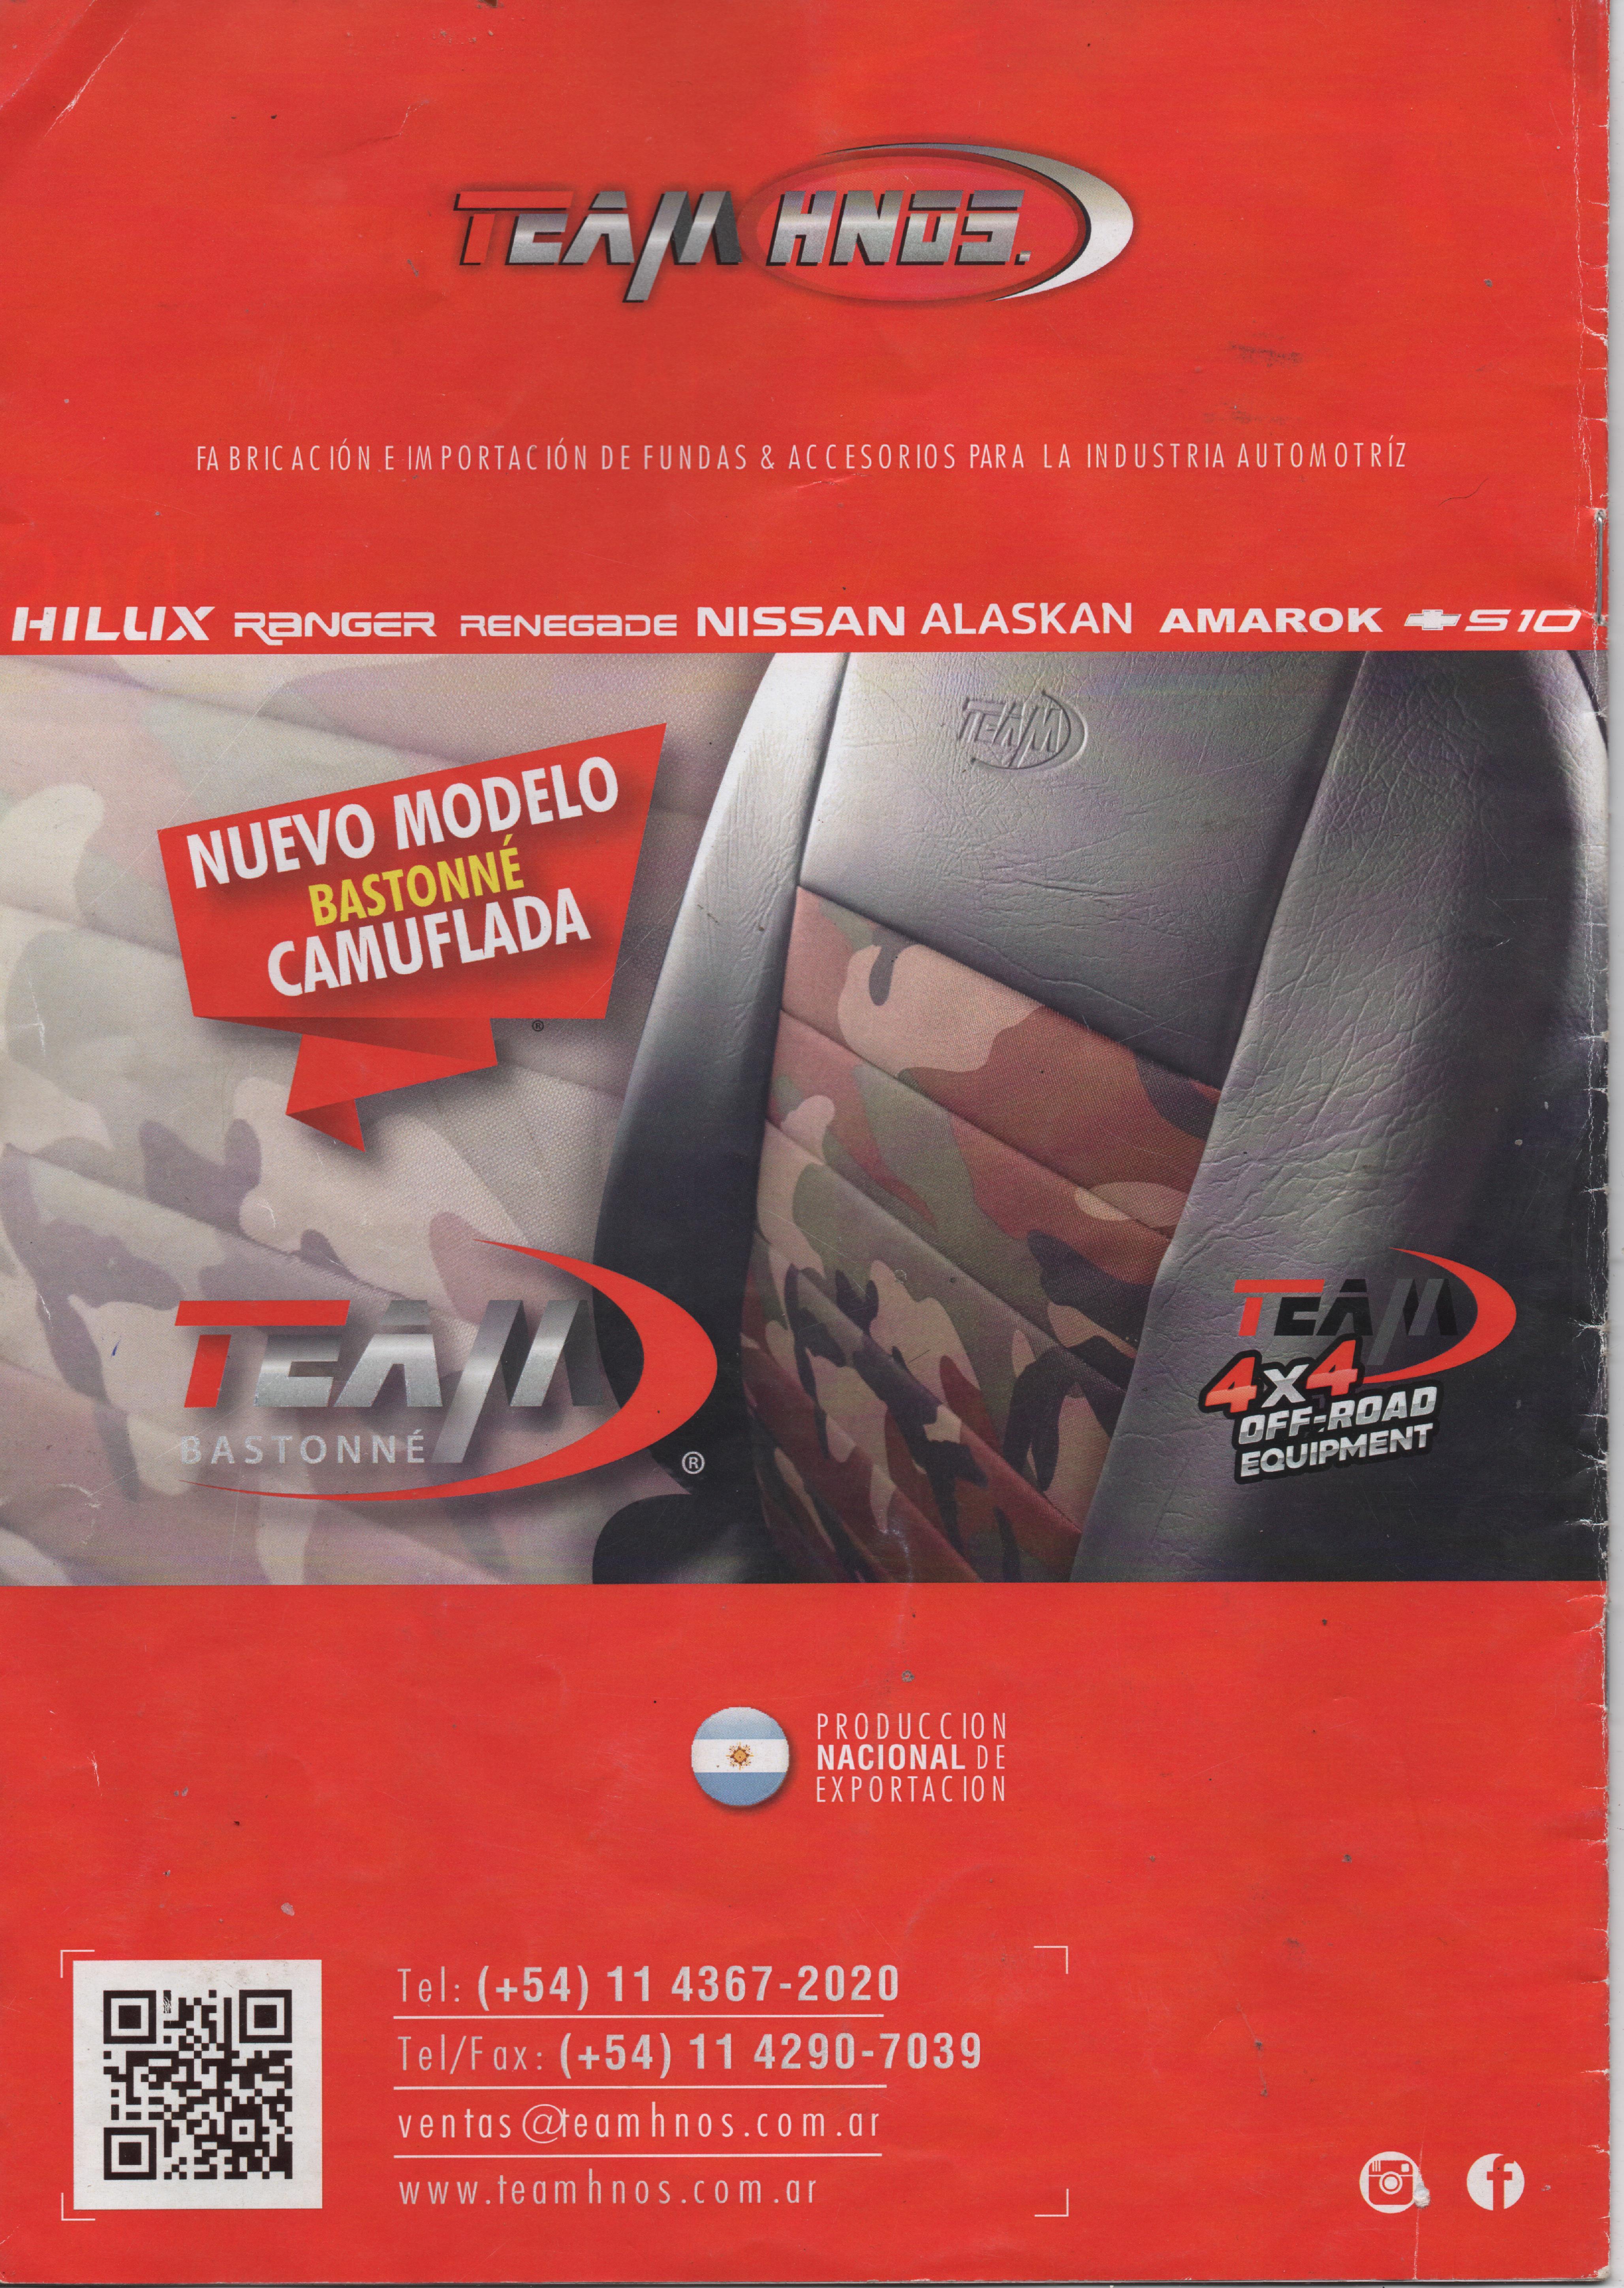 TEAM HNOS.
FABRICACIÓN E IMPORTACIÓN DE FUNDAS & ACCESORIOS PARA LA INDUSTRIA AUTOMOTRÍZ
HILUX RANGER RENEGADE NISSAN ALASKAN AMAROK S10
TEAM
NUEVO MODELO
BASTONNÉ
CAMUFLADA
®
TEAM
BASTONNÉ
®
TEAM
4x4
OFF-ROAD
EQUIPMENT
PRODUCCION
NACIONAL DE
EXPORTACION
Tel: (+54) 11 4367-2020
Tel/Fax: (+54) 11 4290-7039
ventas@teamhnos.com.ar
www.teamhnos.com.ar